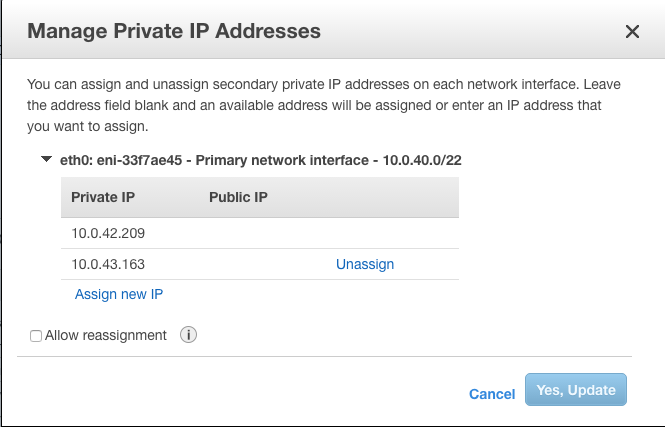 Manage Private IP Addresses
You can assign and unassign secondary private IP addresses on each network interface. Leave
the address field blank and an available address will be assigned or enter an IP address that
you want to assign.
eth0: eni-33f7ae45 - Primary network interface - 10.0.40.0/22
Private IP Public IP
10.0.42.209
10.0.43.163 Unassign
Assign new IP
Allow reassignment i
Cancel Yes, Update